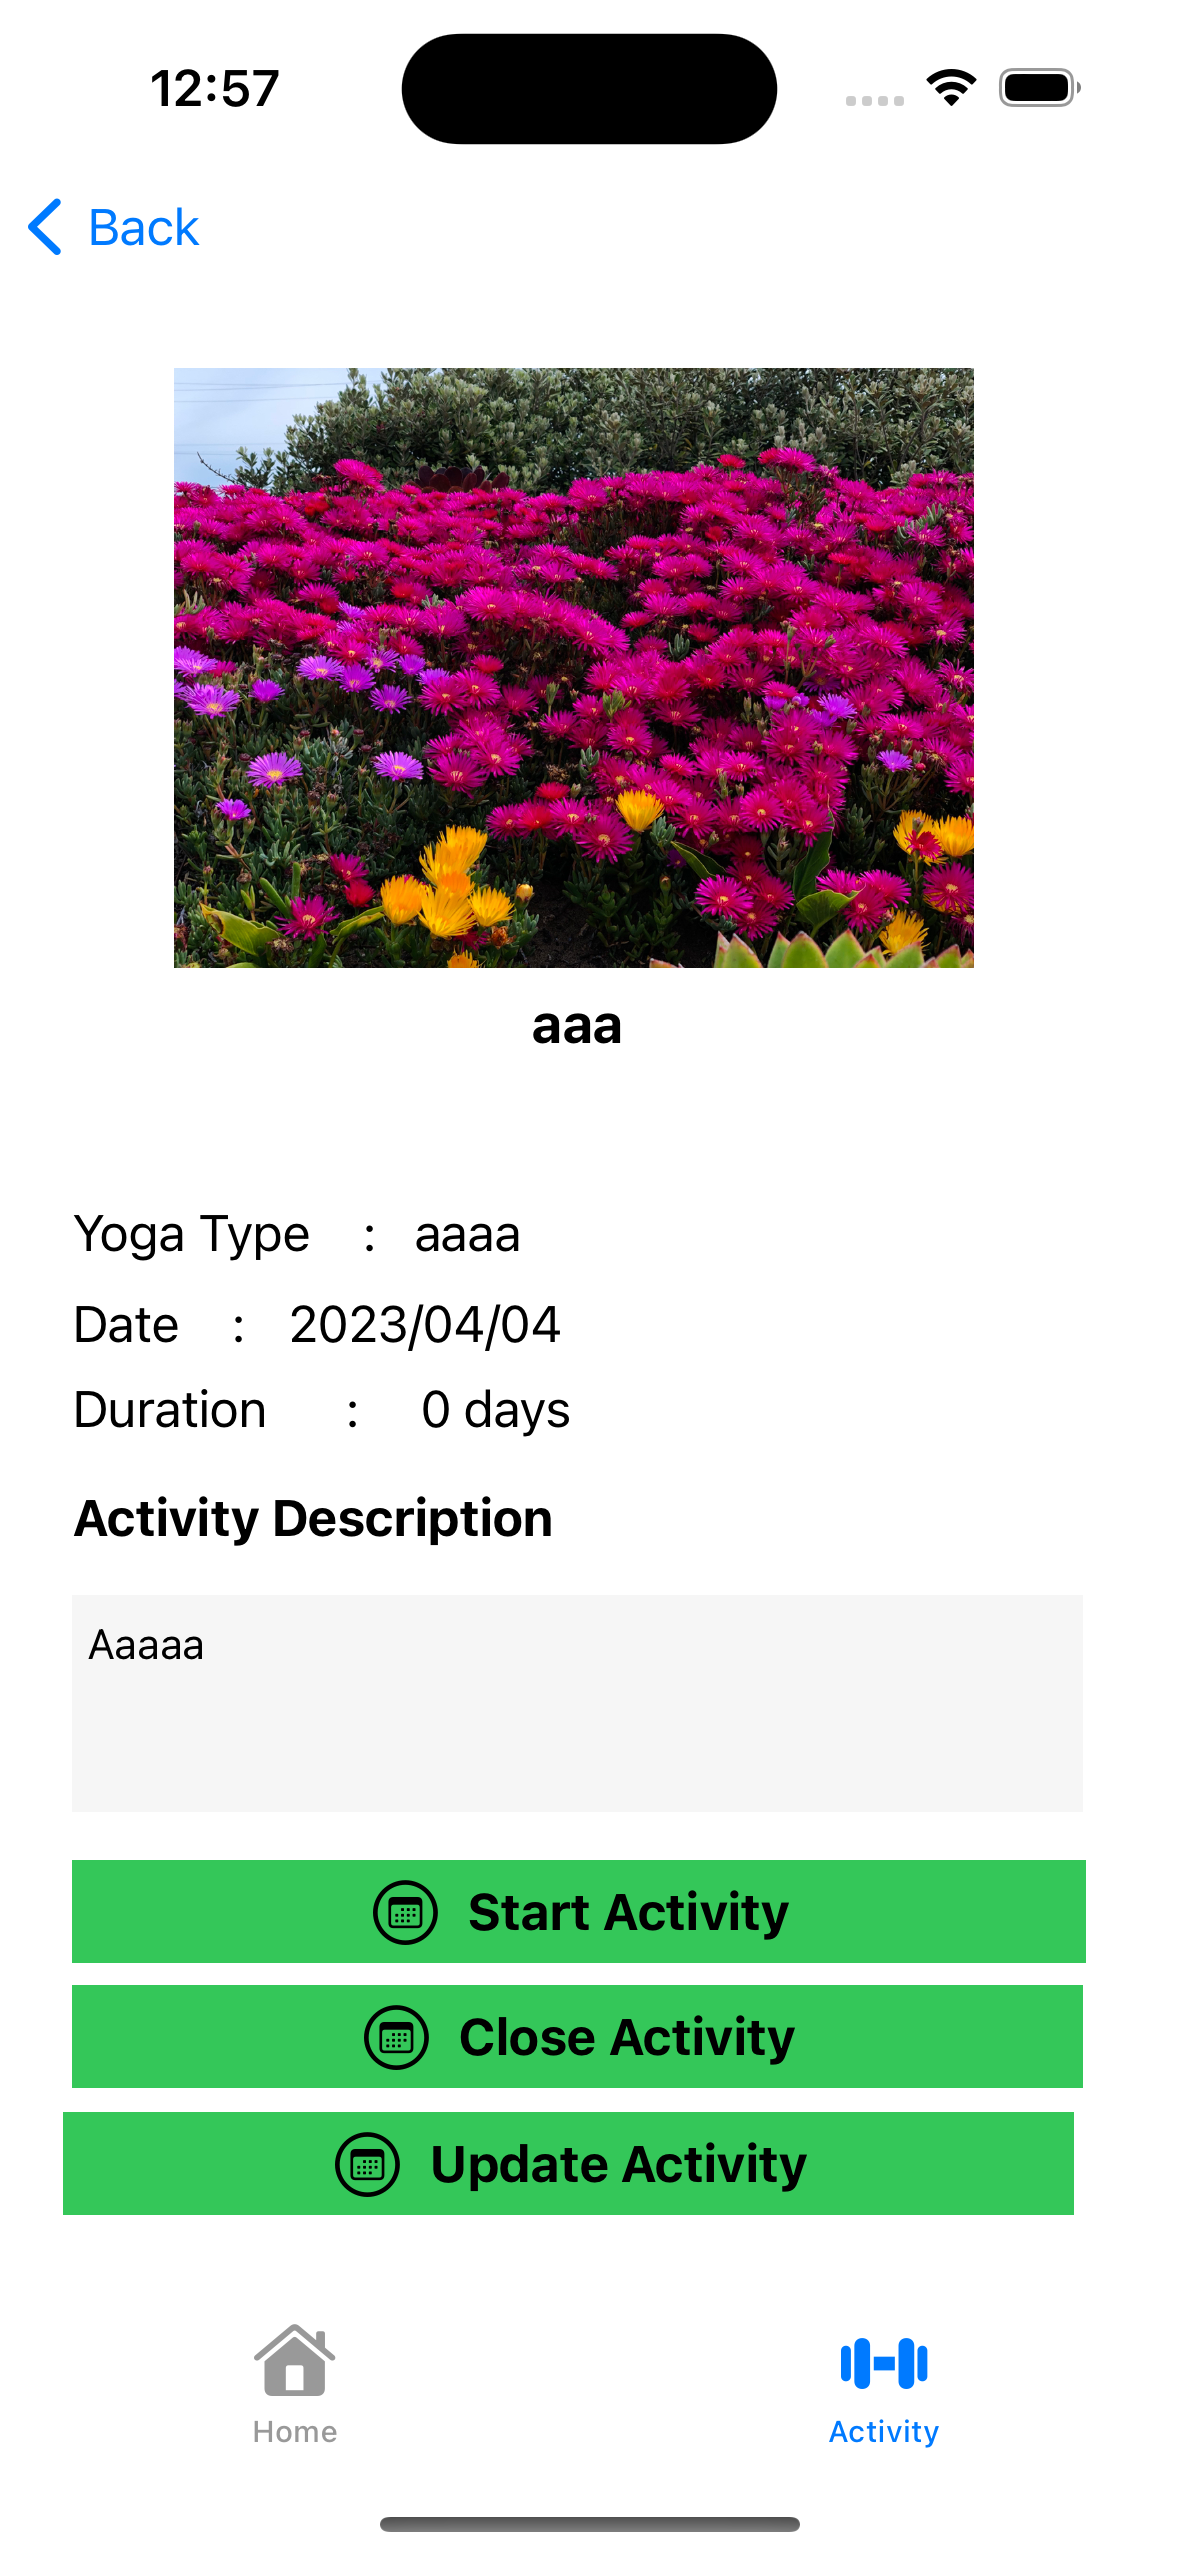 12:57
Back
aaa
Yoga Type : aaaa
Date : 2023/04/04
Duration : 0 days
Activity Description
Aaaaa
Start Activity
Close Activity
Update Activity
Home
Activity